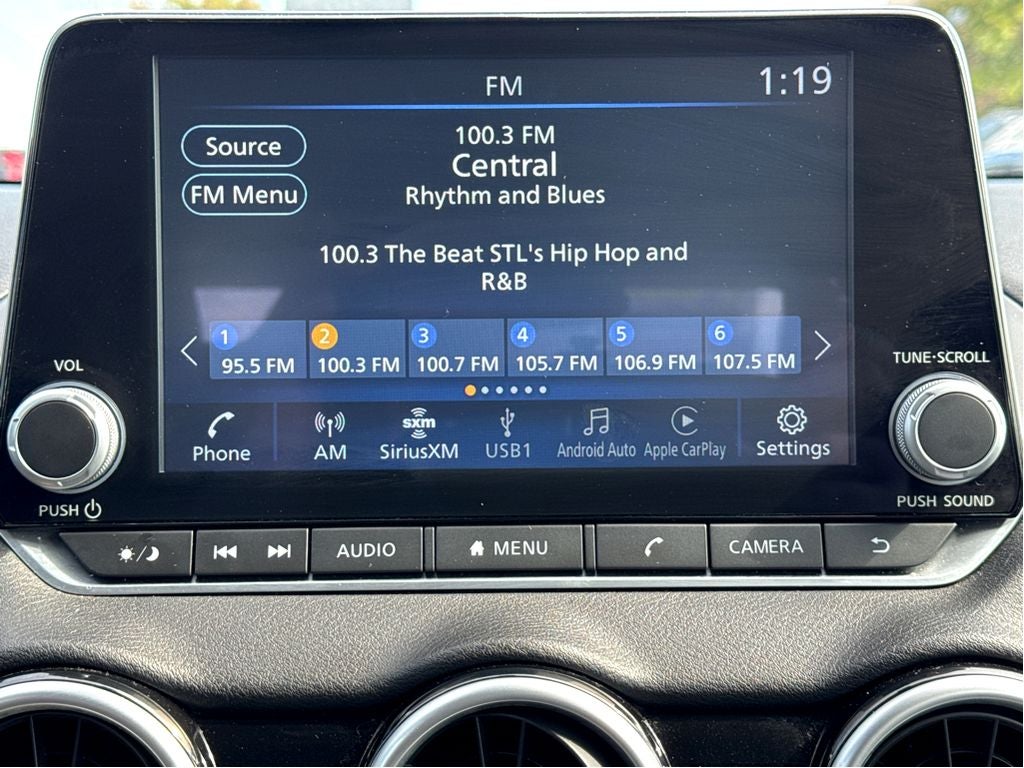 FM
1:19
Source
100.3 FM
Central
FM Menu
Rhythm and Blues
100.3 The Beat STL's Hip Hop and
R&B
1 2 3 4 5 6
95.5 FM 100.3 FM 100.7 FM 105.7 FM 106.9 FM 107.5 FM
VOL
TUNE·SCROLL
sxm
Phone AM SiriusXM USB1 Android Auto Apple CarPlay Settings
PUSH
PUSH SOUND
AUDIO MENU CAMERA